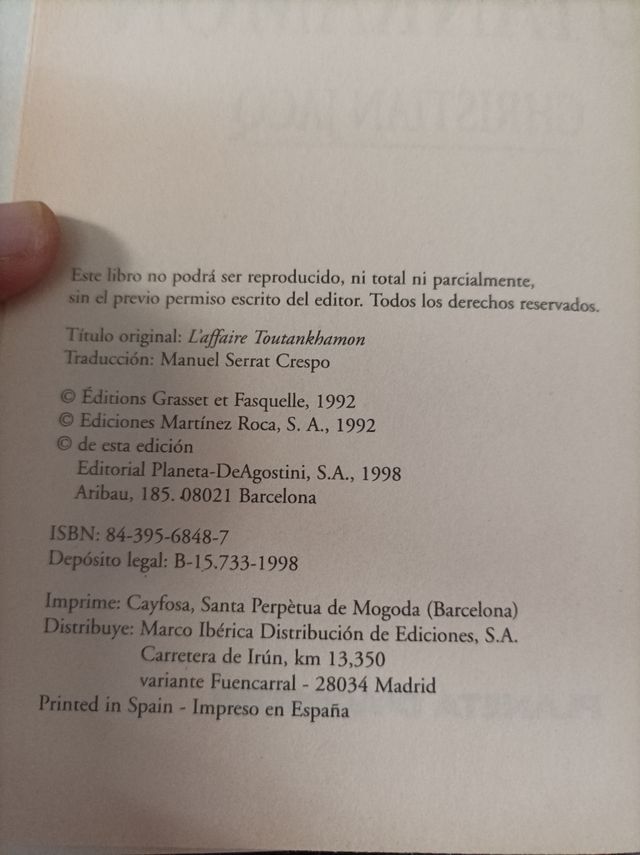 Este libro no podrá ser reproducido, ni total ni parcialmente,
sin el previo permiso escrito del editor. Todos los derechos reservados.
Título original: L'affaire Toutankhamon
Traducción: Manuel Serrat Crespo
© Éditions Grasset et Fasquelle, 1992
© Ediciones Martínez Roca, S. A., 1992
© de esta edición
Editorial Planeta-DeAgostini, S.A., 1998
Aribau, 185. 08021 Barcelona
ISBN: 84-395-6848-7
Depósito legal: B-15.733-1998
Imprime: Cayfosa, Santa Perpètua de Mogoda (Barcelona)
Distribuye: Marco Ibérica Distribución de Ediciones, S.A.
Carretera de Irún, km 13,350
variante Fuencarral - 28034 Madrid
Printed in Spain - Impreso en España